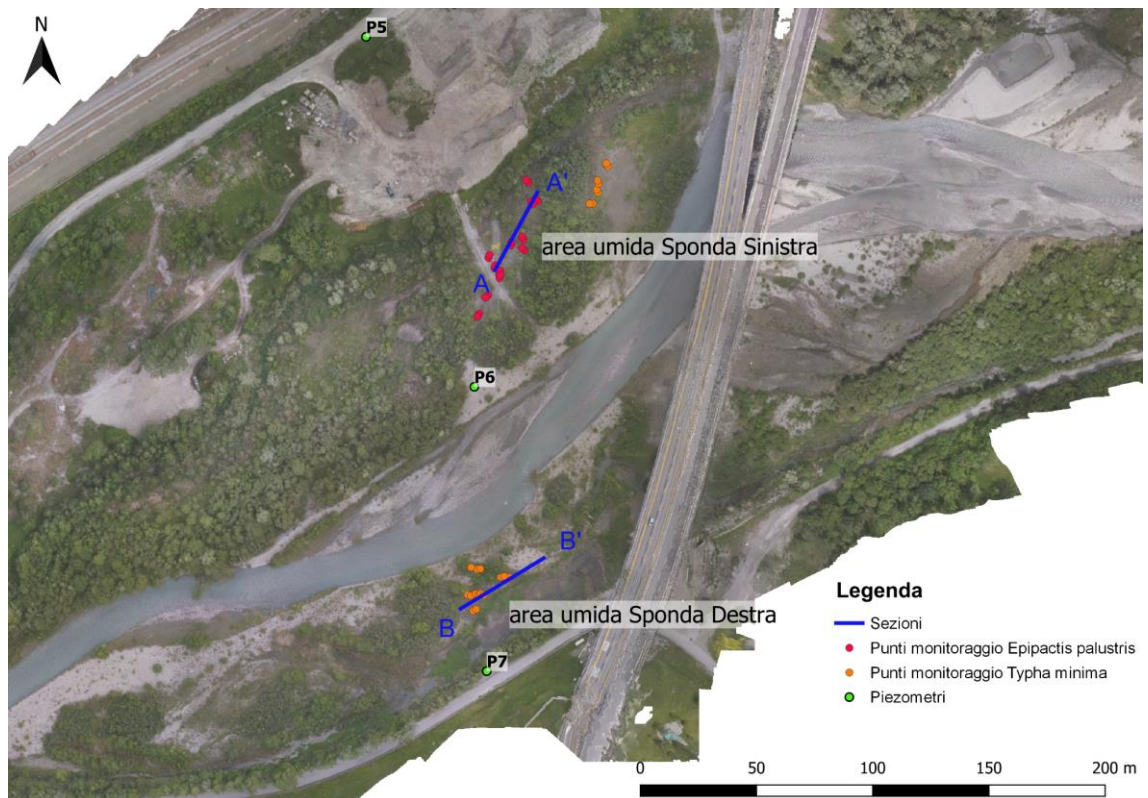 N
P5
A'
area umida Sponda Sinistra
A
P6
B'
area umida Sponda Destra
B
P7
Legenda
Sezioni
Punti monitoraggio Epipactis palustris
Punti monitoraggio Typha minima
Piezometri
0 50 100 150 200 m